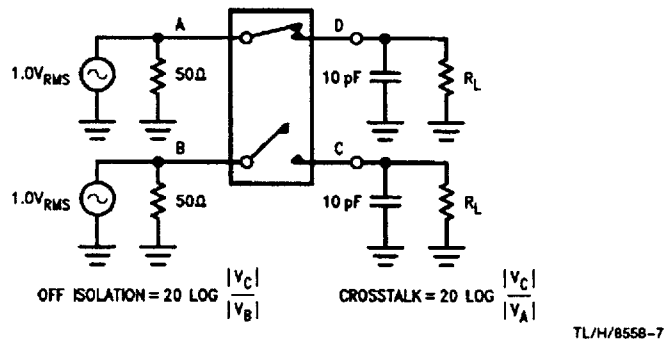 A
D
1.0V_RMS
50Ω
10 pF
R_L
B
C
1.0V_RMS
50Ω
10 pF
R_L
OFF ISOLATION = 20 LOG |V_C| / |V_B|
CROSSTALK = 20 LOG |V_C| / |V_A|
TL/H/8558-7